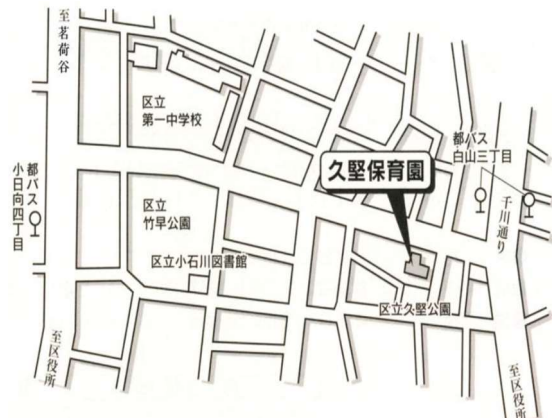 至茗荷谷
区立
第一中学校
都バス
小日向四丁目
区立
竹早公園
区立小石川図書館
久堅保育園
都バス
白山三丁目
千川通り
区立久堅公園
至区役所
至区役所